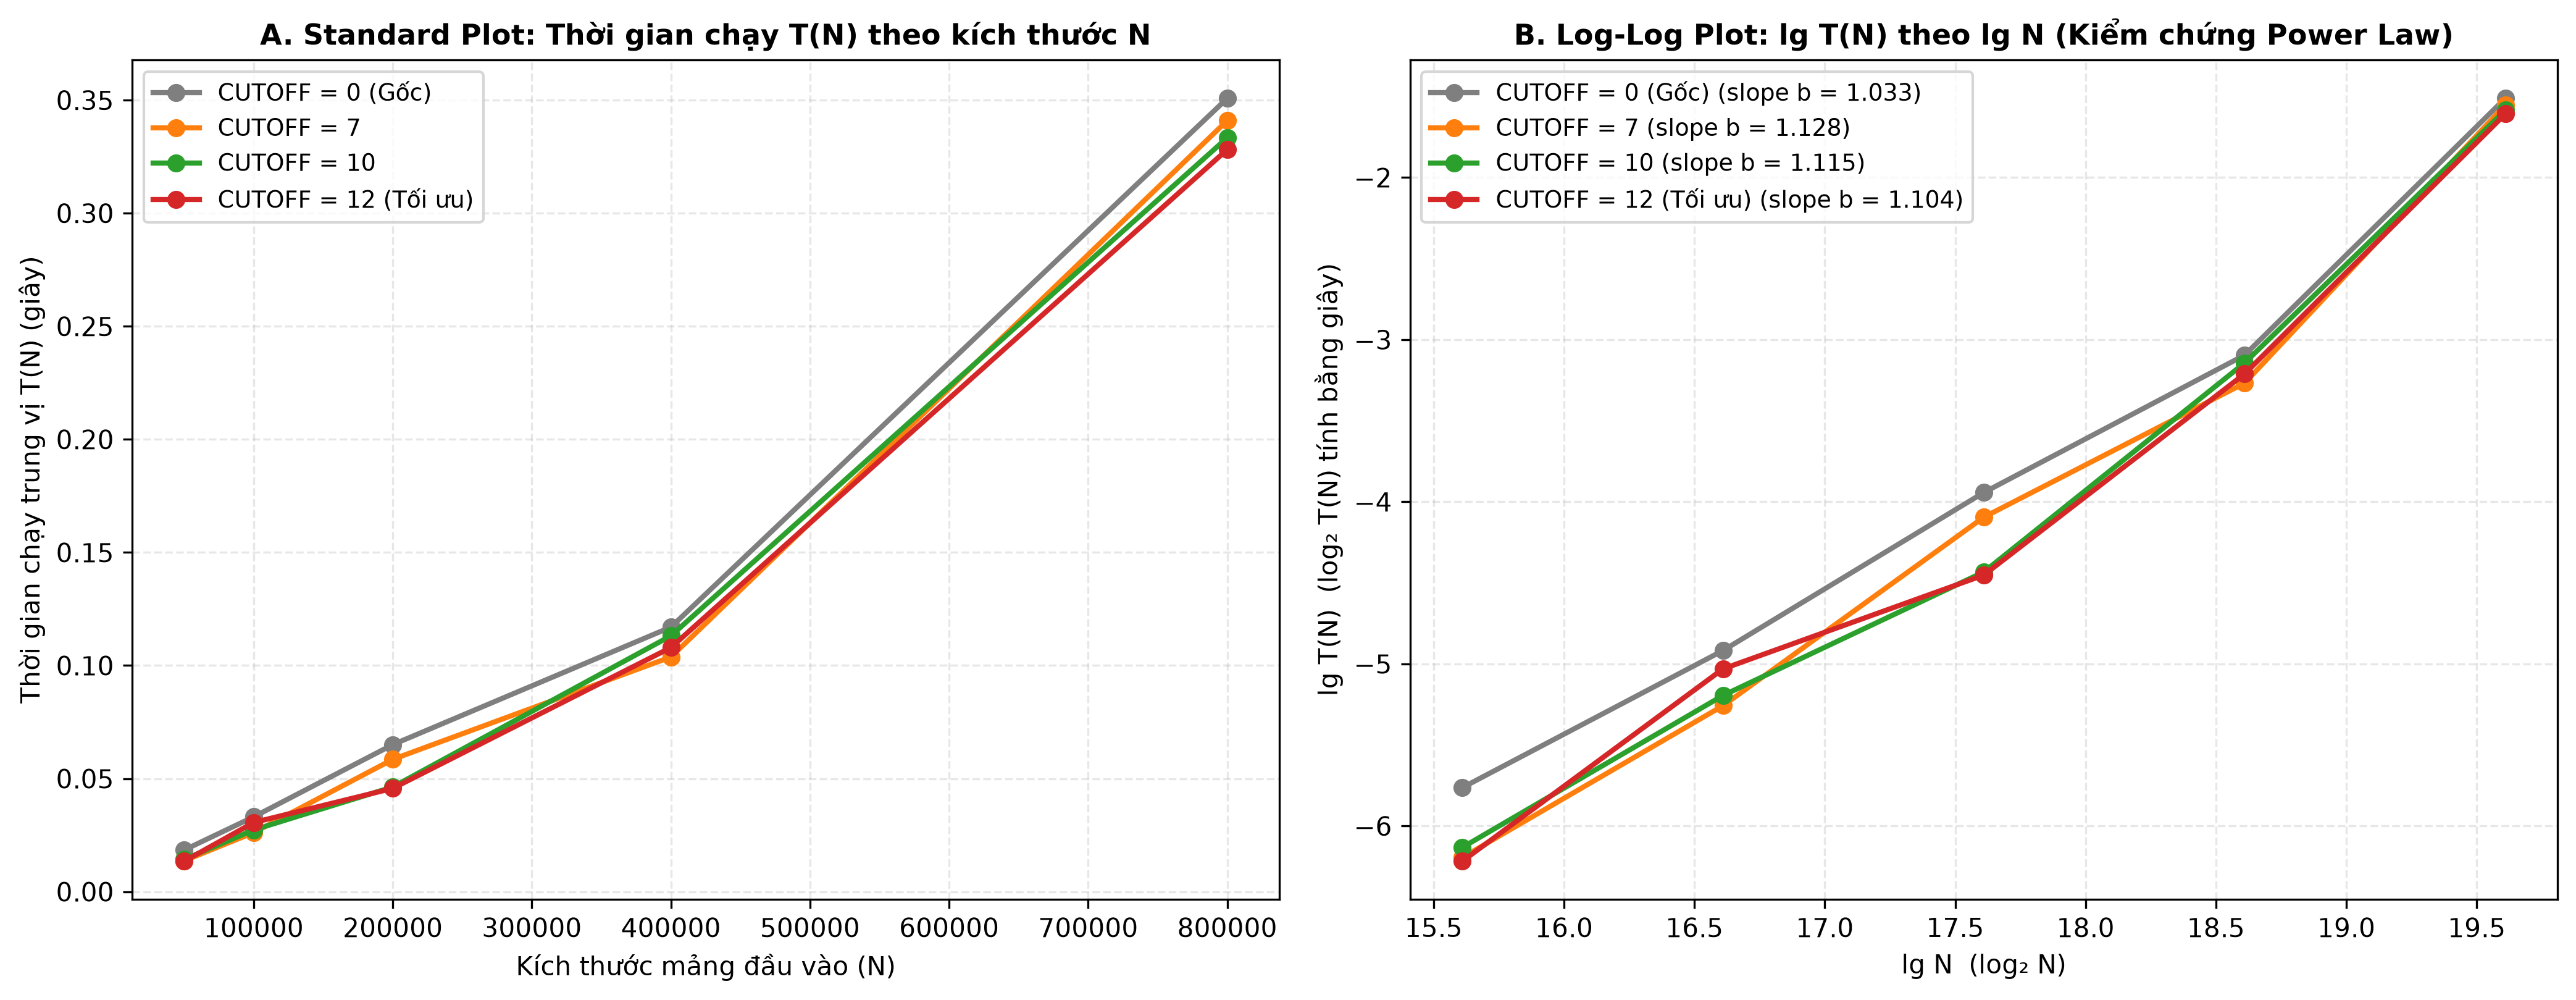 A. Standard Plot: Thời gian chạy T(N) theo kích thước N
CUTOFF = 0 (Gốc)
CUTOFF = 7
CUTOFF = 10
CUTOFF = 12 (Tối ưu)
Thời gian chạy trung vị T(N) (giây)
0.35
0.30
0.25
0.20
0.15
0.10
0.05
0.00
100000 200000 300000 400000 500000 600000 700000 800000
Kích thước mảng đầu vào (N)
B. Log-Log Plot: lg T(N) theo lg N (Kiểm chứng Power Law)
CUTOFF = 0 (Gốc) (slope b = 1.033)
CUTOFF = 7 (slope b = 1.128)
CUTOFF = 10 (slope b = 1.115)
CUTOFF = 12 (Tối ưu) (slope b = 1.104)
lg T(N) (log₂ T(N) tính bằng giây)
−2
−3
−4
−5
−6
15.5 16.0 16.5 17.0 17.5 18.0 18.5 19.0 19.5
lg N (log₂ N)